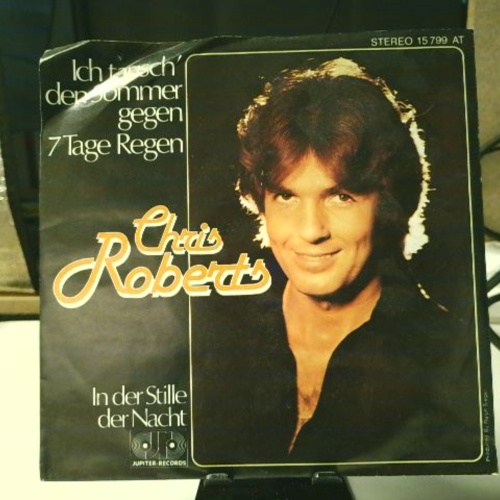 STEREO 15 799 AT
Ich tausch'
den Sommer
gegen
7 Tage Regen
Chris
Roberts
In der Stille
der Nacht
JUPITER-RECORDS